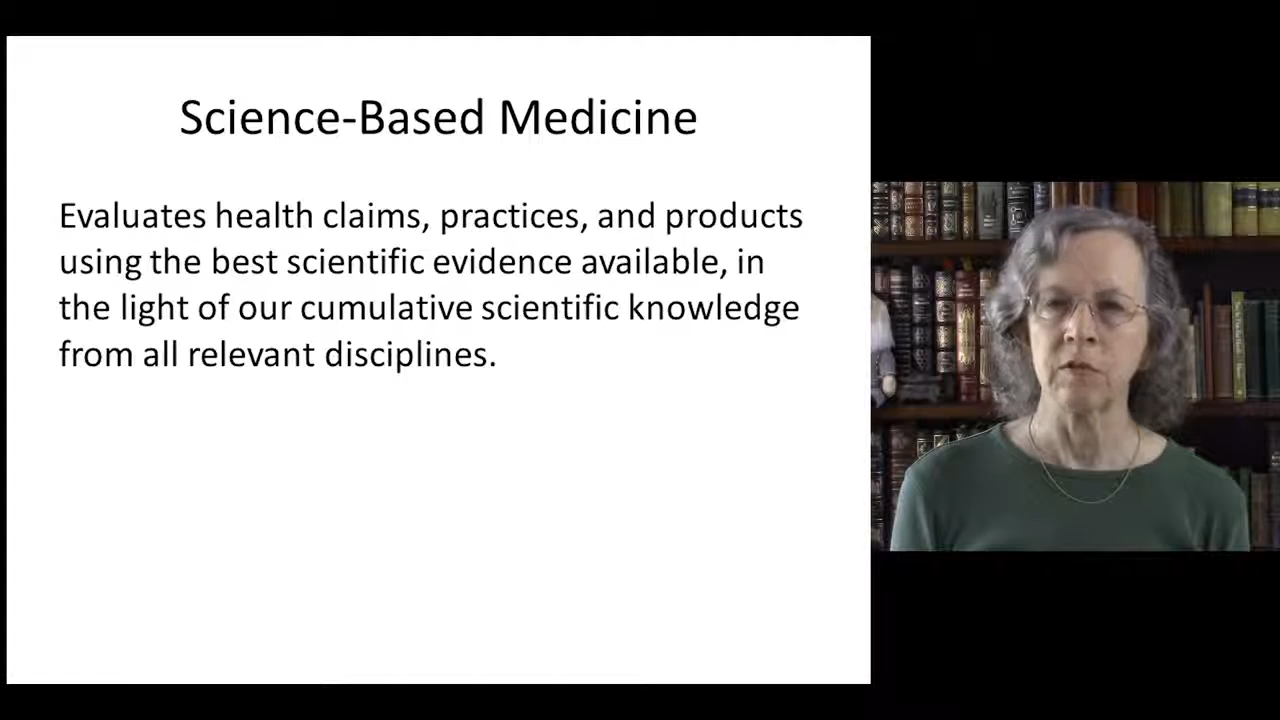 Science-Based Medicine
Evaluates health claims, practices, and products
using the best scientific evidence available, in
the light of our cumulative scientific knowledge
from all relevant disciplines.